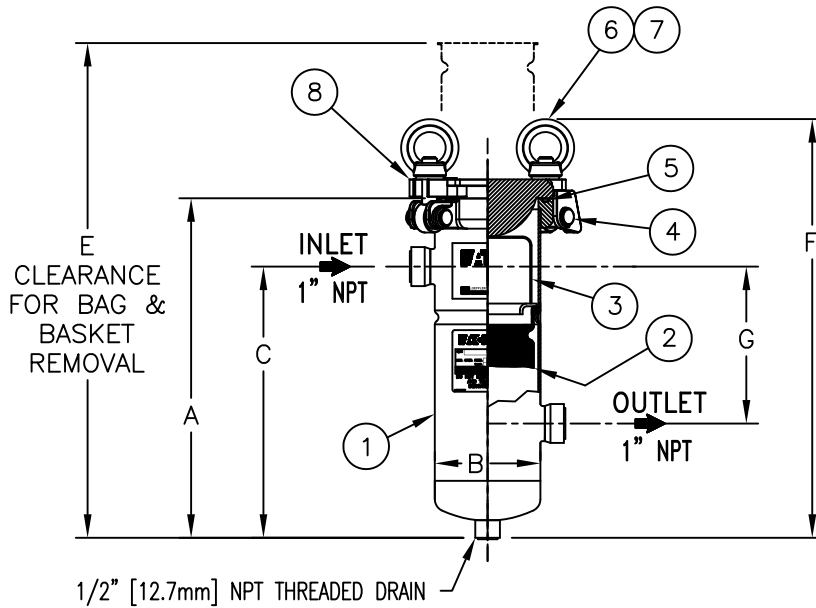 6 7
8
5
4
E
CLEARANCE
FOR BAG &
BASKET
REMOVAL
INLET
1" NPT
F
3
C
G
2
A
OUTLET
1" NPT
1
B
1/2" [12.7mm] NPT THREADED DRAIN